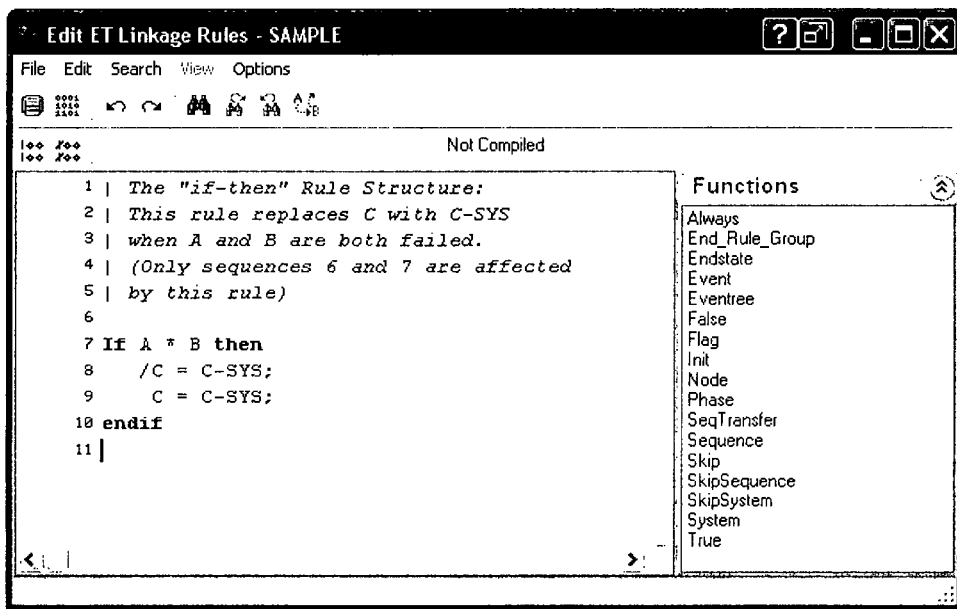 Edit ET Linkage Rules - SAMPLE
File Edit Search View Options
Not Compiled
1 | The "if-then" Rule Structure:
2 | This rule replaces C with C-SYS
3 | when A and B are both failed.
4 | (Only sequences 6 and 7 are affected
5 | by this rule)
6
7 If A * B then
8 /C = C-SYS;
9 C = C-SYS;
10 endif
11
Functions
Always
End_Rule_Group
Endstate
Event
Eventree
False
Flag
Init
Node
Phase
SeqTransfer
Sequence
Skip
SkipSequence
SkipSystem
System
True